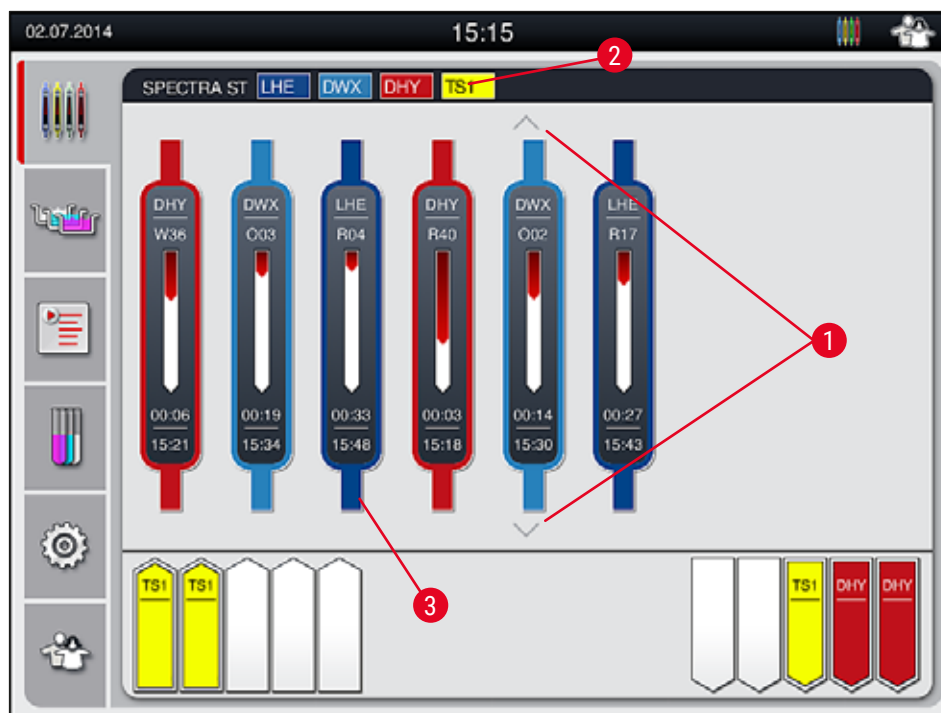 02.07.2014 15:15
2
SPECTRA ST LHE DWX DHY TS1
DHY DWX LHE DHY DWX LHE
W36 O03 R04 R40 O02 R17
1
00:06 00:19 00:33 00:03 00:14 00:27
15:21 15:34 15:48 15:18 15:30 15:43
TS1 TS1 TS1 DHY DHY
3